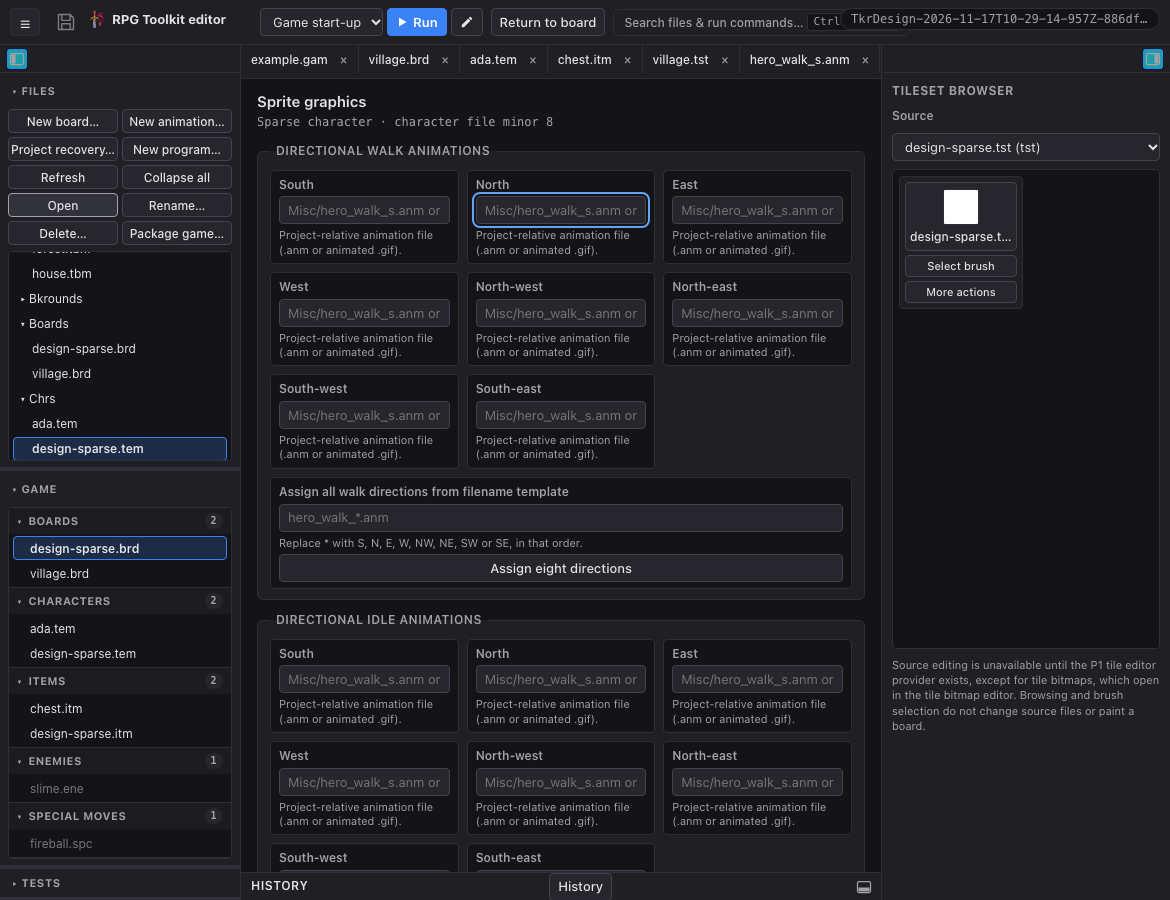 RPG Toolkit editor
Game start-up
Run
Return to board
Search files & run commands...
Ctrl
TkrDesign-2026-11-17T10-29-14-957Z-886df…
FILES
New board...
New animation...
Project recovery...
New program...
Refresh
Collapse all
Open
Rename...
Delete...
Package game...
house.tbm
Bkrounds
Boards
design-sparse.brd
village.brd
Chrs
ada.tem
design-sparse.tem
GAME
BOARDS 2
design-sparse.brd
village.brd
CHARACTERS 2
ada.tem
design-sparse.tem
ITEMS 2
chest.itm
design-sparse.itm
ENEMIES 1
slime.ene
SPECIAL MOVES 1
fireball.spc
TESTS
example.gam ×
village.brd ×
ada.tem ×
chest.itm ×
village.tst ×
hero_walk_s.anm ×
Sprite graphics
Sparse character · character file minor 8
DIRECTIONAL WALK ANIMATIONS
South
Misc/hero_walk_s.anm or
Project-relative animation file
(.anm or animated .gif).
North
Misc/hero_walk_s.anm or
Project-relative animation file
(.anm or animated .gif).
East
Misc/hero_walk_s.anm or
Project-relative animation file
(.anm or animated .gif).
West
Misc/hero_walk_s.anm or
Project-relative animation file
(.anm or animated .gif).
North-west
Misc/hero_walk_s.anm or
Project-relative animation file
(.anm or animated .gif).
North-east
Misc/hero_walk_s.anm or
Project-relative animation file
(.anm or animated .gif).
South-west
Misc/hero_walk_s.anm or
Project-relative animation file
(.anm or animated .gif).
South-east
Misc/hero_walk_s.anm or
Project-relative animation file
(.anm or animated .gif).
Assign all walk directions from filename template
hero_walk_*.anm
Replace * with S, N, E, W, NW, NE, SW or SE, in that order.
Assign eight directions
DIRECTIONAL IDLE ANIMATIONS
South
Misc/hero_walk_s.anm or
Project-relative animation file
(.anm or animated .gif).
North
Misc/hero_walk_s.anm or
Project-relative animation file
(.anm or animated .gif).
East
Misc/hero_walk_s.anm or
Project-relative animation file
(.anm or animated .gif).
West
Misc/hero_walk_s.anm or
Project-relative animation file
(.anm or animated .gif).
North-west
Misc/hero_walk_s.anm or
Project-relative animation file
(.anm or animated .gif).
North-east
Misc/hero_walk_s.anm or
Project-relative animation file
(.anm or animated .gif).
South-west
South-east
HISTORY
History
TILESET BROWSER
Source
design-sparse.tst (tst)
design-sparse.t...
Select brush
More actions
Source editing is unavailable until the P1 tile editor
provider exists, except for tile bitmaps, which open
in the tile bitmap editor. Browsing and brush
selection do not change source files or paint a
board.